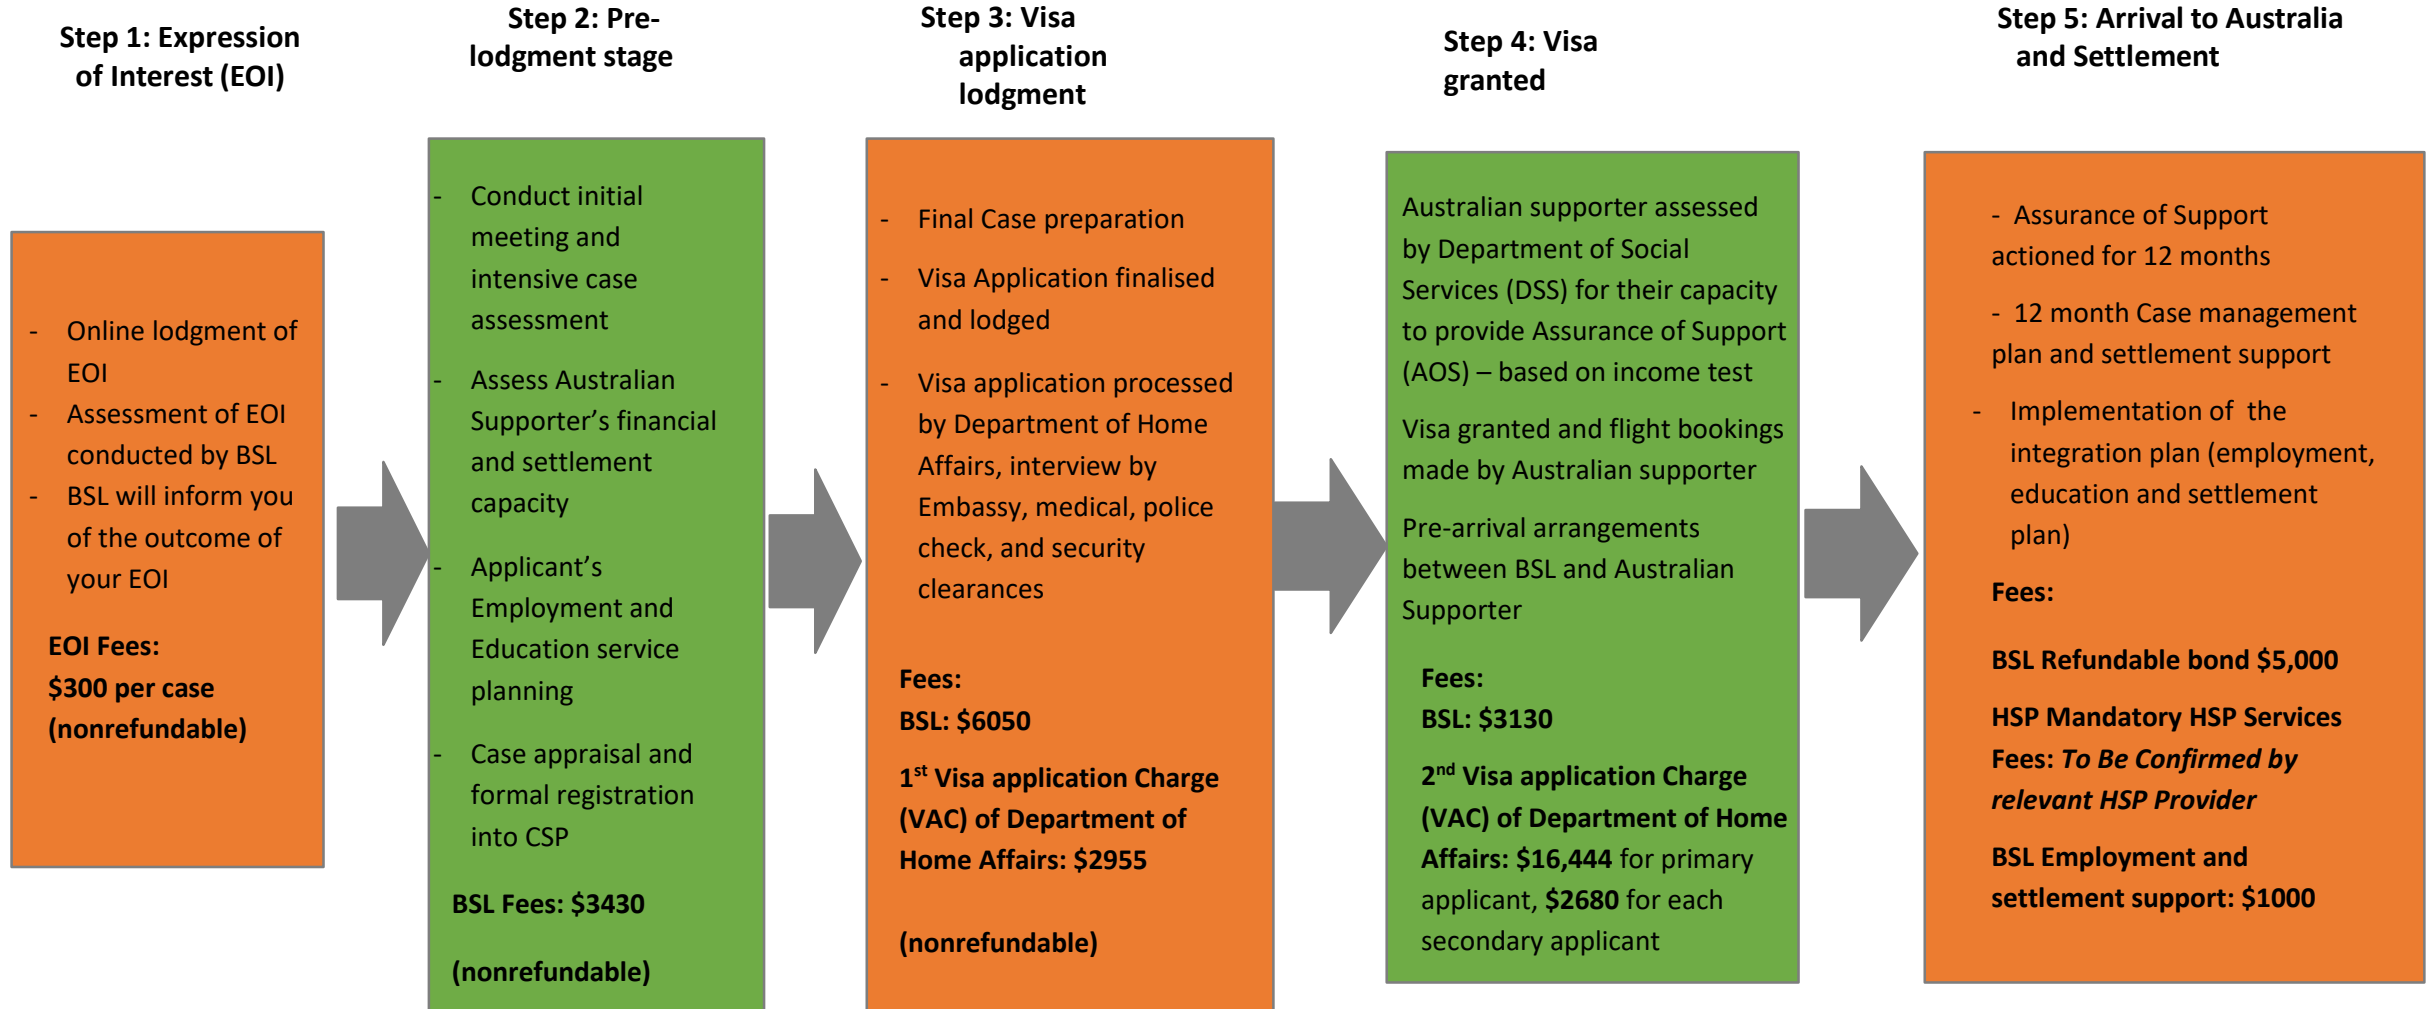 Step 1: Expression
of Interest (EOI)
- Online lodgment of
EOI
- Assessment of EOI
conducted by BSL
- BSL will inform you
of the outcome of
your EOI
EOI Fees:
$300 per case
(nonrefundable)
Step 2: Pre-
lodgment stage
- Conduct initial
meeting and
intensive case
assessment
- Assess Australian
Supporter’s financial
and settlement
capacity
- Applicant’s
Employment and
Education service
planning
- Case appraisal and
formal registration
into CSP
BSL Fees: $3430
(nonrefundable)
Step 3: Visa
application
lodgment
- Final Case preparation
- Visa Application finalised
and lodged
- Visa application processed
by Department of Home
Affairs, interview by
Embassy, medical, police
check, and security
clearances
Fees:
BSL: $6050
1st Visa application Charge
(VAC) of Department of
Home Affairs: $2955
(nonrefundable)
Step 4: Visa
granted
Australian supporter assessed
by Department of Social
Services (DSS) for their capacity
to provide Assurance of Support
(AOS) – based on income test
Visa granted and flight bookings
made by Australian supporter
Pre-arrival arrangements
between BSL and Australian
Supporter
Fees:
BSL: $3130
2nd Visa application Charge
(VAC) of Department of Home
Affairs: $16,444 for primary
applicant, $2680 for each
secondary applicant
Step 5: Arrival to Australia
and Settlement
- Assurance of Support
actioned for 12 months
- 12 month Case management
plan and settlement support
- Implementation of the
integration plan (employment,
education and settlement
plan)
Fees:
BSL Refundable bond $5,000
HSP Mandatory HSP Services
Fees: To Be Confirmed by
relevant HSP Provider
BSL Employment and
settlement support: $1000